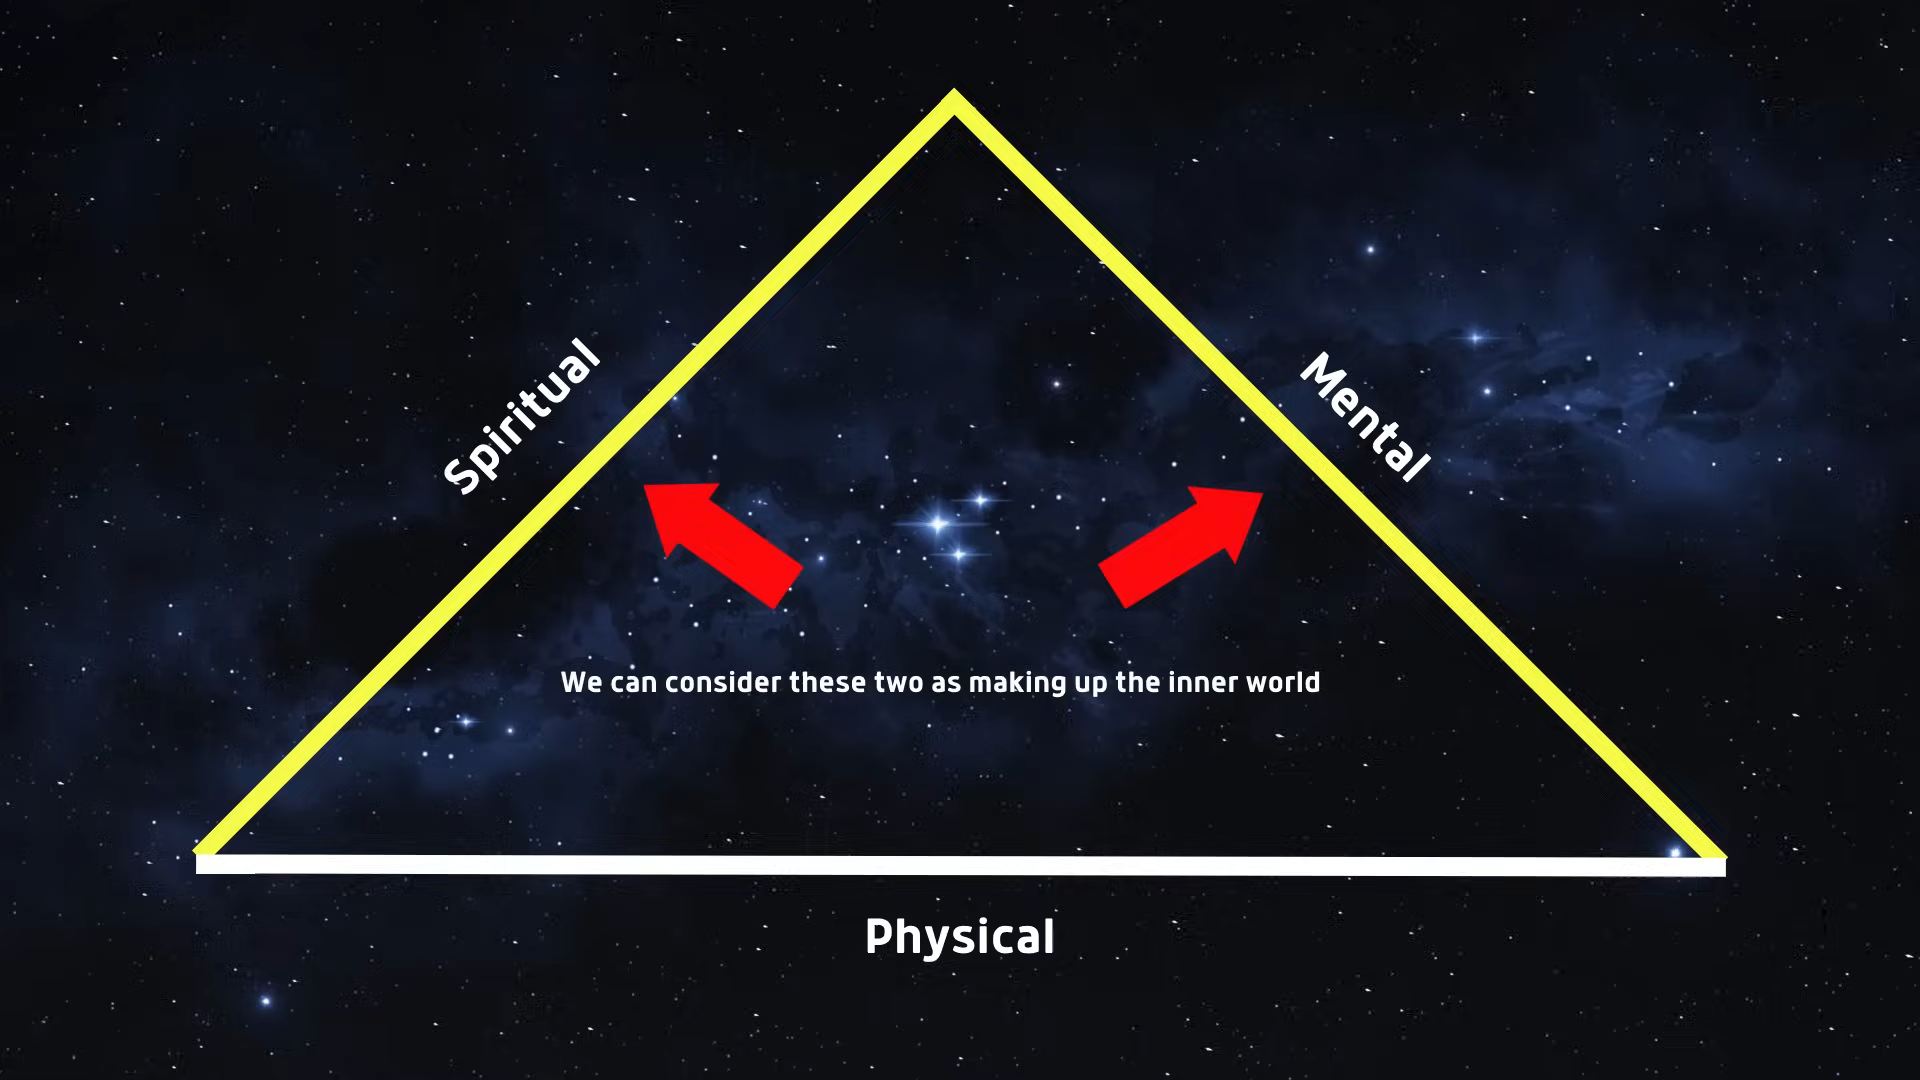 Spiritual
Mental
We can consider these two as making up the inner world
Physical